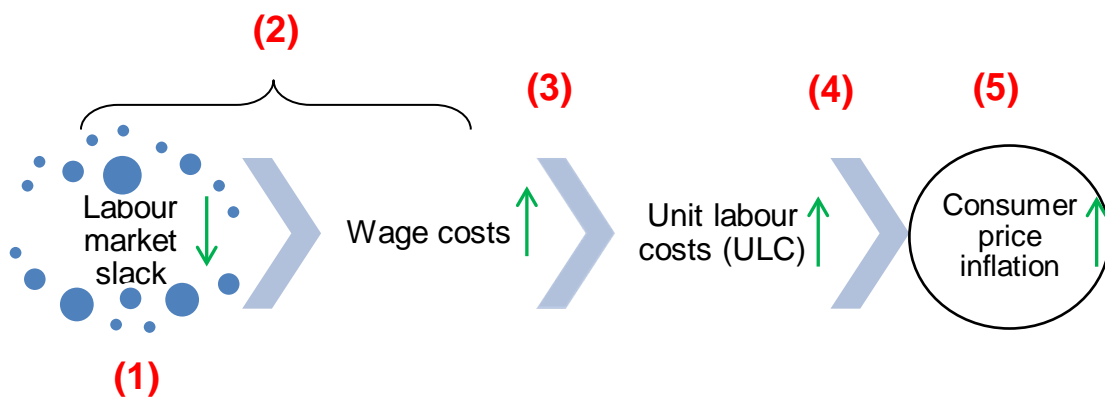 (2)
(3)
(4)
(5)
Labour
market
slack
Wage costs
Unit labour
costs (ULC)
Consumer
price
inflation
(1)